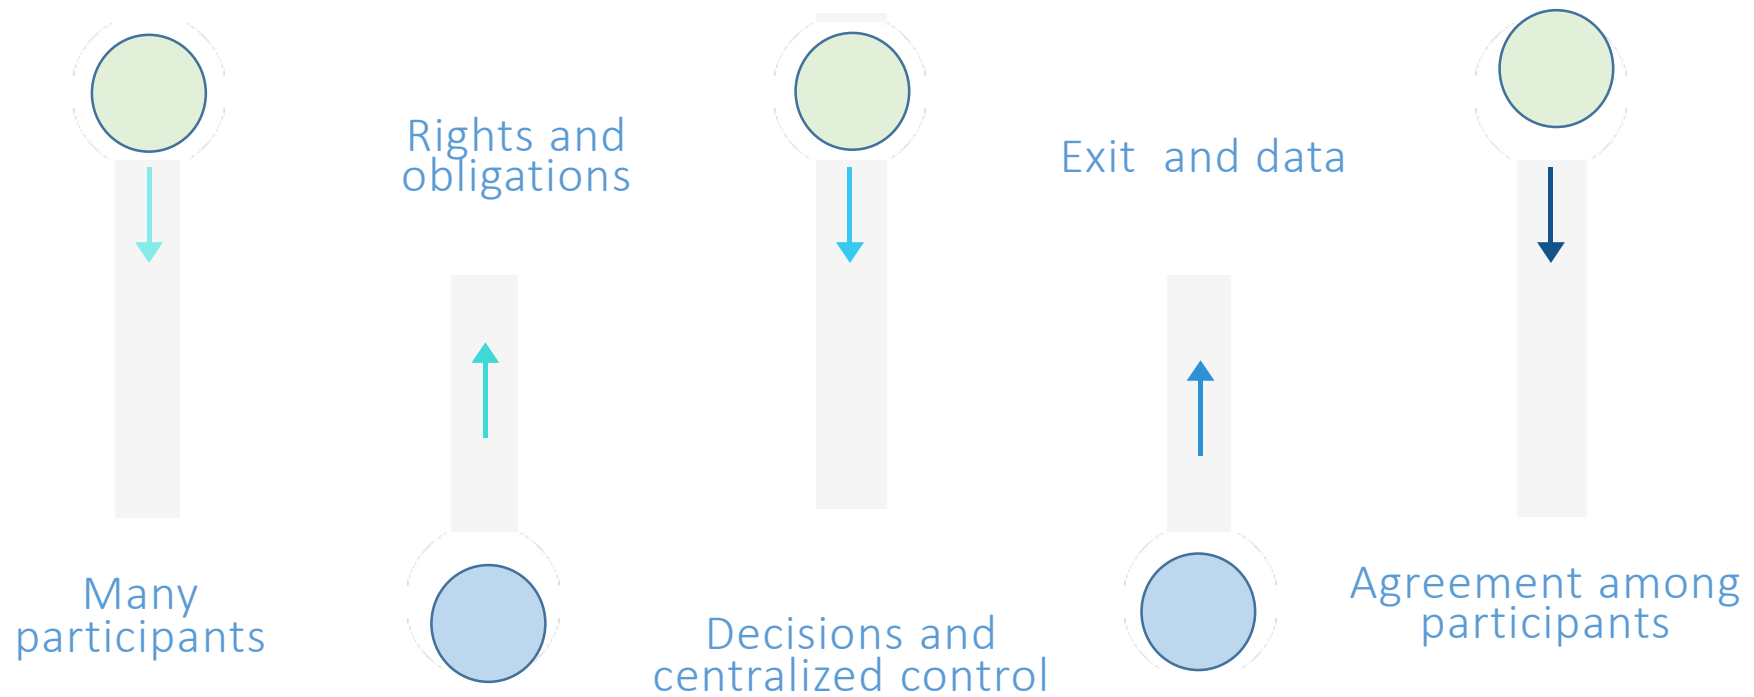 Many
participants
Rights and
obligations
Decisions and
centralized control
Exit and data
Agreement among
participants